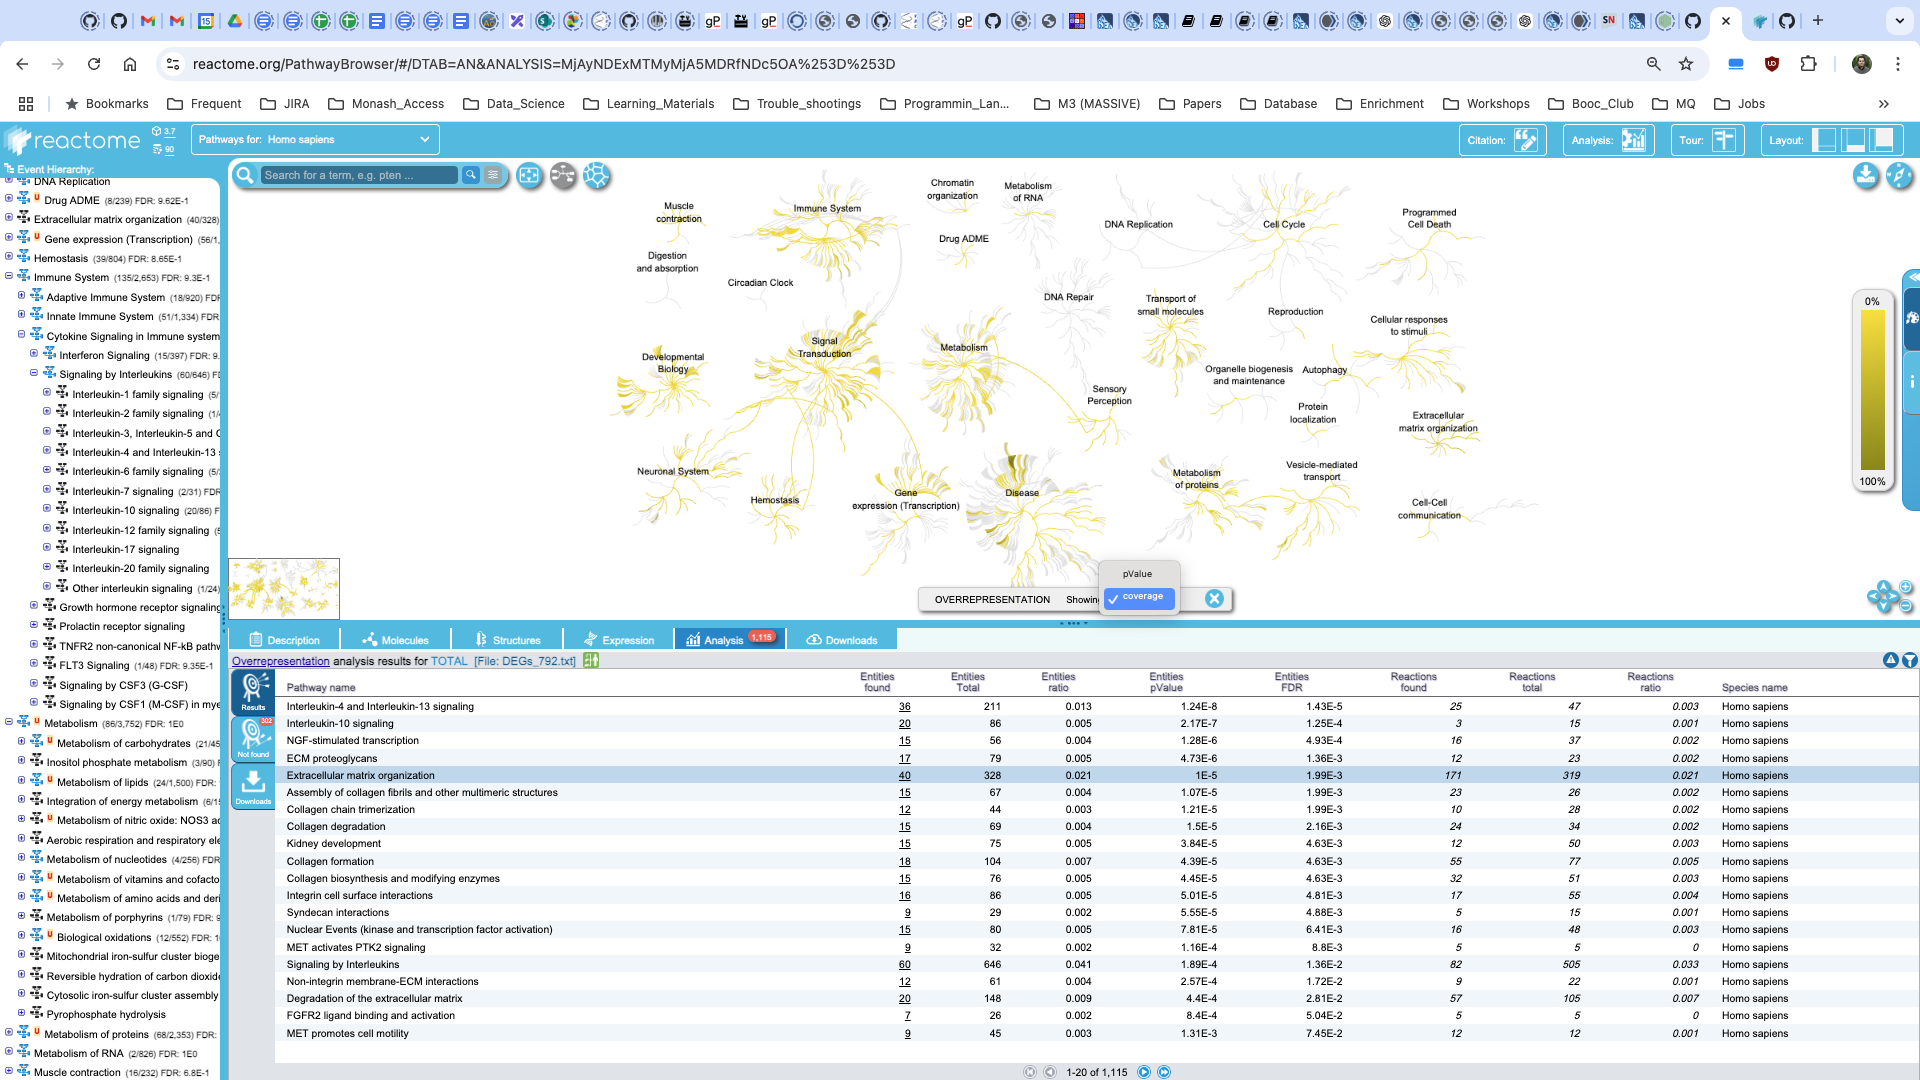 15
gP
gP
gP
SN
reactome.org/PathwayBrowser/#/DTAB=AN&ANALYSIS=MjAyNDExMTMyMjA5MDRfNDc5OA%253D%253D
Bookmarks Frequent JIRA Monash_Access Data_Science Learning_Materials Trouble_shootings Programmin_Lan... M3 (MASSIVE) Papers Database Enrichment Workshops Booc_Club MQ Jobs
reactome 3.7 90 Pathways for: Homo sapiens Citation: Analysis: Tour: Layout:
Event Hierarchy:
DNA Replication
Drug ADME (8/239) FDR: 9.62E-1
Extracellular matrix organization (40/328)
Gene expression (Transcription) (56/1,
Hemostasis (39/804) FDR: 8.65E-1
Immune System (135/2,653) FDR: 9.3E-1
Adaptive Immune System (18/920) FDR
Innate Immune System (51/1,334) FDR:
Cytokine Signaling in Immune system
Interferon Signaling (15/397) FDR: 9.
Signaling by Interleukins (60/646) FD
Interleukin-1 family signaling (5/
Interleukin-2 family signaling (1/4
Interleukin-3, Interleukin-5 and G
Interleukin-4 and Interleukin-13 s
Interleukin-6 family signaling (5/
Interleukin-7 signaling (2/31) FDR
Interleukin-10 signaling (20/86) F
Interleukin-12 family signaling (5
Interleukin-17 signaling
Interleukin-20 family signaling
Other interleukin signaling (1/24)
Growth hormone receptor signaling
Prolactin receptor signaling
TNFR2 non-canonical NF-kB pathw
FLT3 Signaling (1/48) FDR: 9.35E-1
Signaling by CSF3 (G-CSF)
Signaling by CSF1 (M-CSF) in mye
Metabolism (86/3,752) FDR: 1E0
Metabolism of carbohydrates (21/45
Inositol phosphate metabolism (3/90) F
Metabolism of lipids (24/1,500) FDR:
Integration of energy metabolism (6/15
Metabolism of nitric oxide: NOS3 ac
Aerobic respiration and respiratory ele
Metabolism of nucleotides (4/256) FDR
Metabolism of vitamins and cofacto
Metabolism of amino acids and deri
Metabolism of porphyrins (1/79) FDR: 9
Biological oxidations (12/552) FDR: 1
Mitochondrial iron-sulfur cluster bioge
Reversible hydration of carbon dioxide
Cytosolic iron-sulfur cluster assembly
Pyrophosphate hydrolysis
Metabolism of proteins (68/2,353) FDR:
Metabolism of RNA (2/826) FDR: 1E0
Muscle contraction (16/232) FDR: 6.8E-1
Search for a term, e.g. pten ...
Muscle contraction
Immune System
Chromatin organization
Metabolism of RNA
DNA Replication
Cell Cycle
Programmed Cell Death
Drug ADME
Digestion and absorption
Circadian Clock
DNA Repair
Transport of small molecules
Reproduction
Cellular responses to stimuli
Signal Transduction
Metabolism
Developmental Biology
Organelle biogenesis and maintenance
Autophagy
Sensory Perception
Protein localization
Extracellular matrix organization
Neuronal System
Hemostasis
Gene expression (Transcription)
Disease
Metabolism of proteins
Vesicle-mediated transport
Cell-Cell communication
0%
100%
OVERREPRESENTATION Showing
pValue
coverage
Description Molecules Structures Expression Analysis 1,115 Downloads
Overrepresentation analysis results for TOTAL [File: DEGs_792.txt]
Results
302
Not found
Downloads
Pathway name Entities found Entities Total Entities ratio Entities pValue Entities FDR Reactions found Reactions total Reactions ratio Species name
Interleukin-4 and Interleukin-13 signaling 36 211 0.013 1.24E-8 1.43E-5 25 47 0.003 Homo sapiens
Interleukin-10 signaling 20 86 0.005 2.17E-7 1.25E-4 3 15 0.001 Homo sapiens
NGF-stimulated transcription 15 56 0.004 1.28E-6 4.93E-4 16 37 0.002 Homo sapiens
ECM proteoglycans 17 79 0.005 4.73E-6 1.36E-3 12 23 0.002 Homo sapiens
Extracellular matrix organization 40 328 0.021 1E-5 1.99E-3 171 319 0.021 Homo sapiens
Assembly of collagen fibrils and other multimeric structures 15 67 0.004 1.07E-5 1.99E-3 23 26 0.002 Homo sapiens
Collagen chain trimerization 12 44 0.003 1.21E-5 1.99E-3 10 28 0.002 Homo sapiens
Collagen degradation 15 69 0.004 1.5E-5 2.16E-3 24 34 0.002 Homo sapiens
Kidney development 15 75 0.005 3.84E-5 4.63E-3 12 50 0.003 Homo sapiens
Collagen formation 18 104 0.007 4.39E-5 4.63E-3 55 77 0.005 Homo sapiens
Collagen biosynthesis and modifying enzymes 15 76 0.005 4.45E-5 4.63E-3 32 51 0.003 Homo sapiens
Integrin cell surface interactions 16 86 0.005 5.01E-5 4.81E-3 17 55 0.004 Homo sapiens
Syndecan interactions 9 29 0.002 5.55E-5 4.88E-3 5 15 0.001 Homo sapiens
Nuclear Events (kinase and transcription factor activation) 15 80 0.005 7.81E-5 6.41E-3 16 48 0.003 Homo sapiens
MET activates PTK2 signaling 9 32 0.002 1.16E-4 8.8E-3 5 5 0 Homo sapiens
Signaling by Interleukins 60 646 0.041 1.89E-4 1.36E-2 82 505 0.033 Homo sapiens
Non-integrin membrane-ECM interactions 12 61 0.004 2.57E-4 1.72E-2 9 22 0.001 Homo sapiens
Degradation of the extracellular matrix 20 148 0.009 4.4E-4 2.81E-2 57 105 0.007 Homo sapiens
FGFR2 ligand binding and activation 7 26 0.002 8.4E-4 5.04E-2 5 5 0 Homo sapiens
MET promotes cell motility 9 45 0.003 1.31E-3 7.45E-2 12 12 0.001 Homo sapiens
1-20 of 1,115